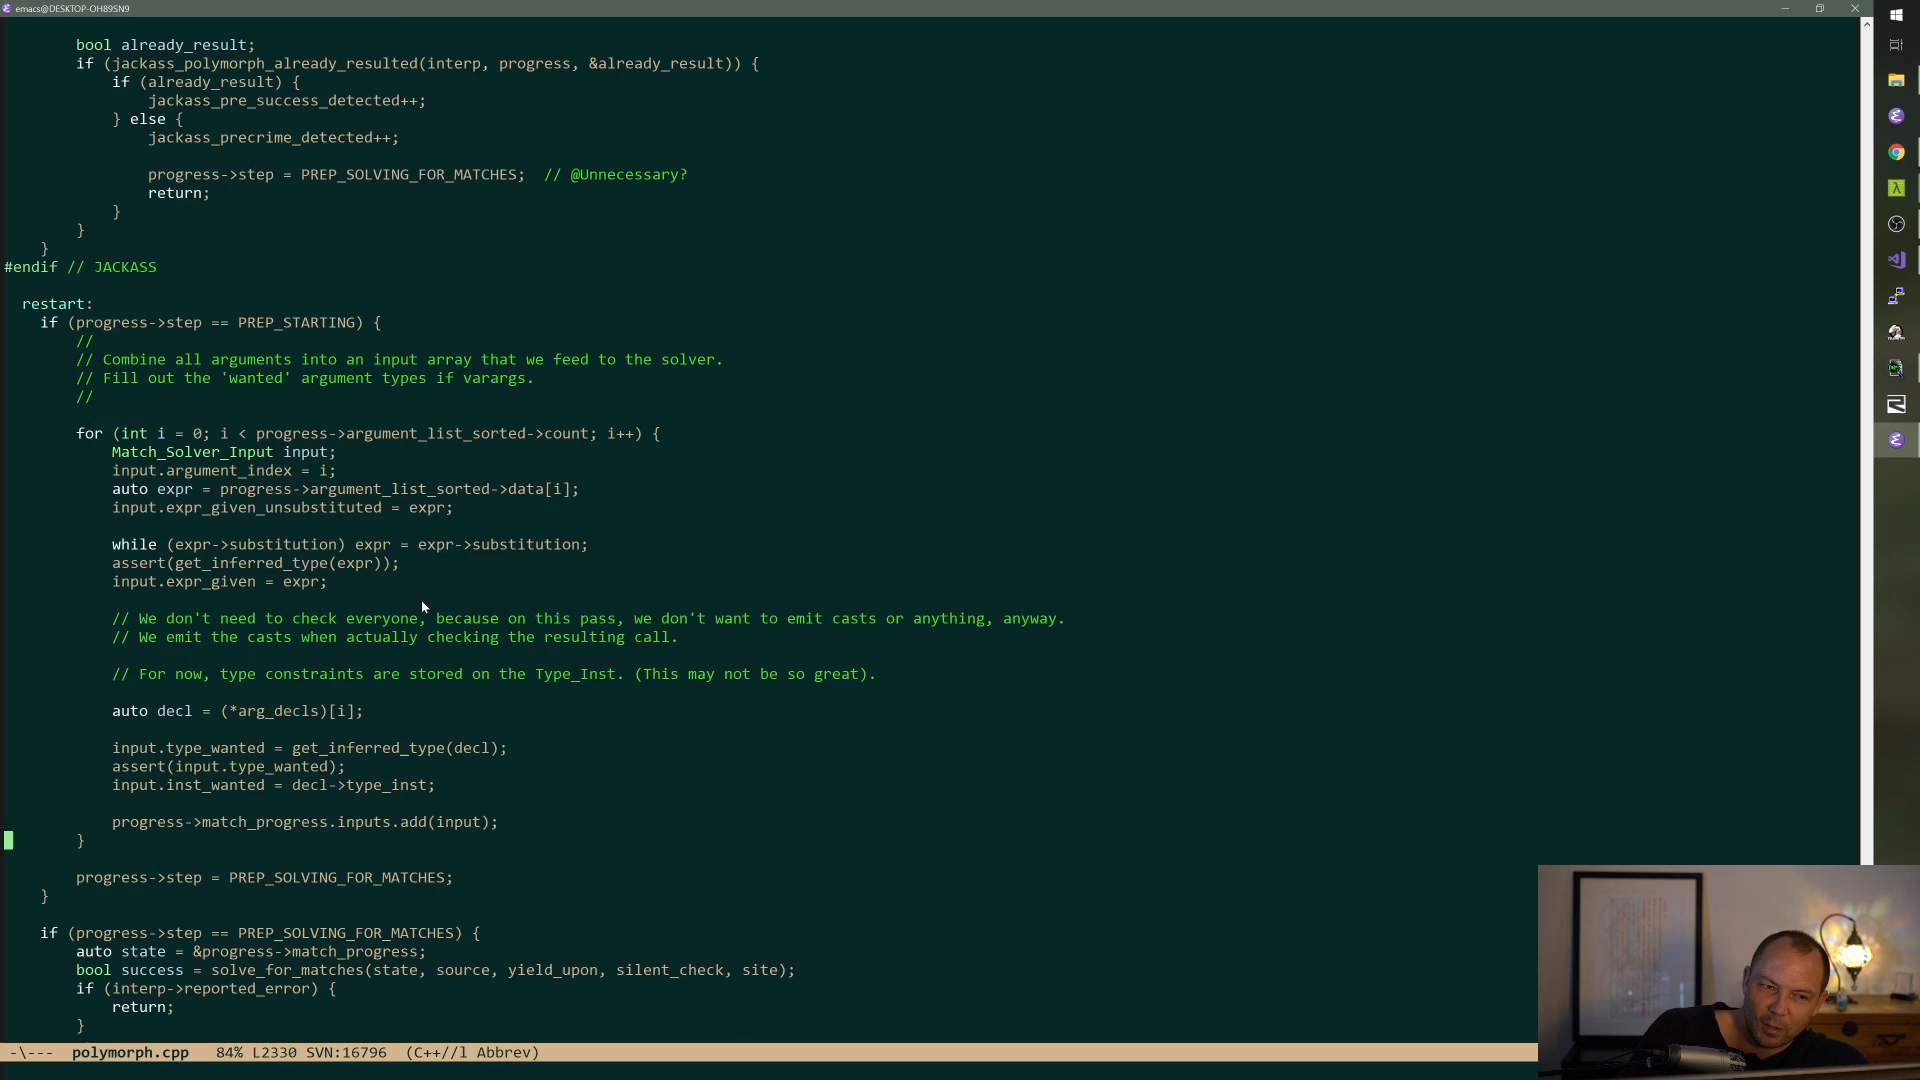 emacs@DESKTOP-OH89SN9
bool already_result;
if (jackass_polymorph_already_resulted(interp, progress, &already_result)) {
if (already_result) {
jackass_pre_success_detected++;
} else {
jackass_precrime_detected++;
progress->step = PREP_SOLVING_FOR_MATCHES;  // @Unnecessary?
return;
}
}
}
#endif // JACKASS
restart:
if (progress->step == PREP_STARTING) {
//
// Combine all arguments into an input array that we feed to the solver.
// Fill out the 'wanted' argument types if varargs.
//
for (int i = 0; i < progress->argument_list_sorted->count; i++) {
Match_Solver_Input input;
input.argument_index = i;
auto expr = progress->argument_list_sorted->data[i];
input.expr_given_unsubstituted = expr;
while (expr->substitution) expr = expr->substitution;
assert(get_inferred_type(expr));
input.expr_given = expr;
// We don't need to check everyone, because on this pass, we don't want to emit casts or anything, anyway.
// We emit the casts when actually checking the resulting call.
// For now, type constraints are stored on the Type_Inst. (This may not be so great).
auto decl = (*arg_decls)[i];
input.type_wanted = get_inferred_type(decl);
assert(input.type_wanted);
input.inst_wanted = decl->type_inst;
progress->match_progress.inputs.add(input);
}
progress->step = PREP_SOLVING_FOR_MATCHES;
}
if (progress->step == PREP_SOLVING_FOR_MATCHES) {
auto state = &progress->match_progress;
bool success = solve_for_matches(state, source, yield_upon, silent_check, site);
if (interp->reported_error) {
return;
}
-\---  polymorph.cpp   84% L2330 SVN:16796  (C++//l Abbrev)